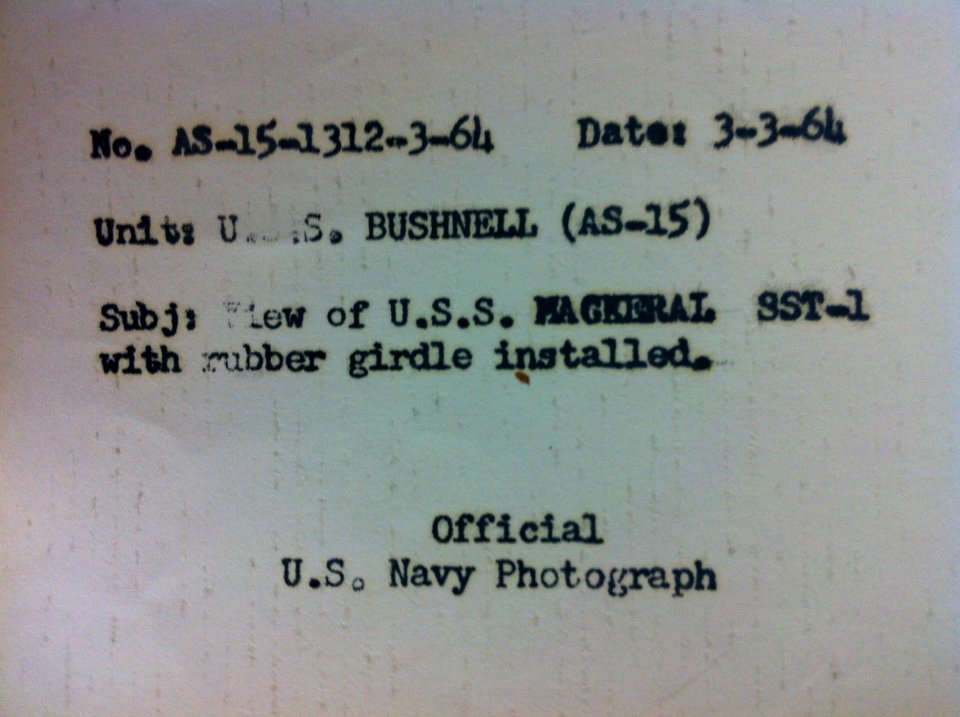 No. AS-15-1312-3-64 Date: 3-3-64
Unit: U.S.S. BUSHNELL (AS-15)
Subj: View of U.S.S. MACKERAL SST-1
with rubber girdle installed.
Official
U.S. Navy Photograph